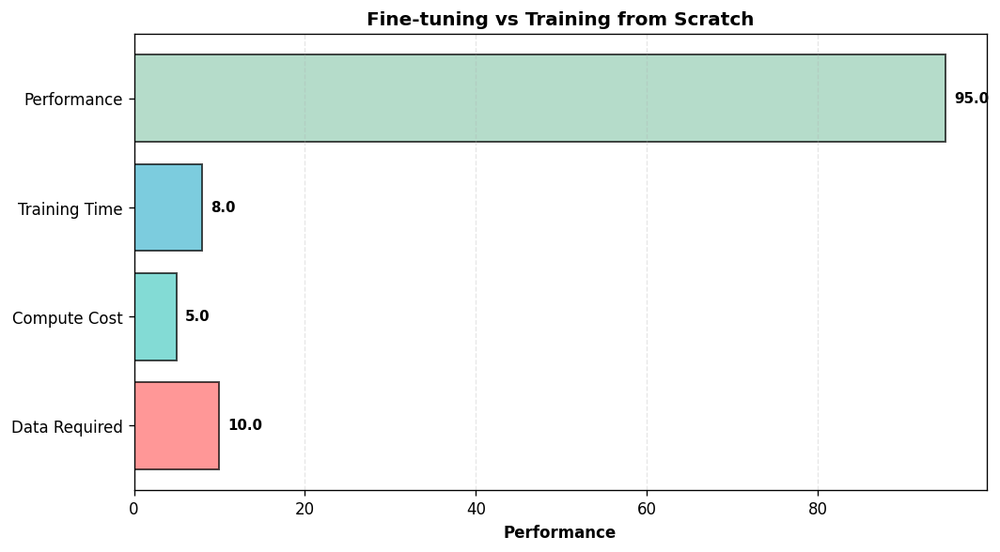 Fine-tuning vs Training from Scratch
Performance
95.0
Training Time
8.0
Compute Cost
5.0
Data Required
10.0
0
20
40
60
80
Performance